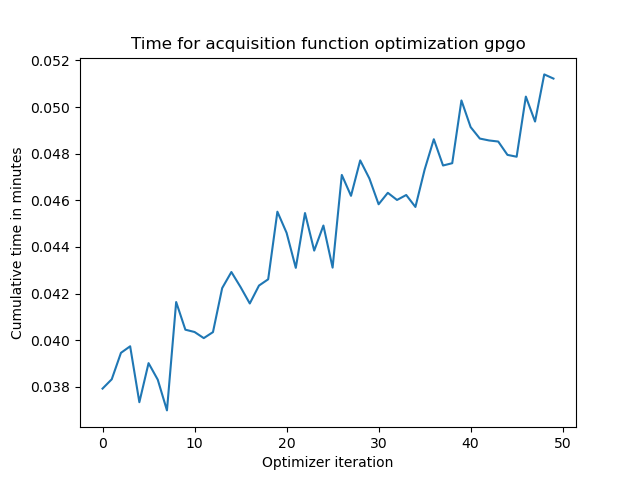 Time for acquisition function optimization gpgo
0.052
0.050
0.048
0.046
0.044
0.042
0.040
0.038
Cumulative time in minutes
0 10 20 30 40 50
Optimizer iteration